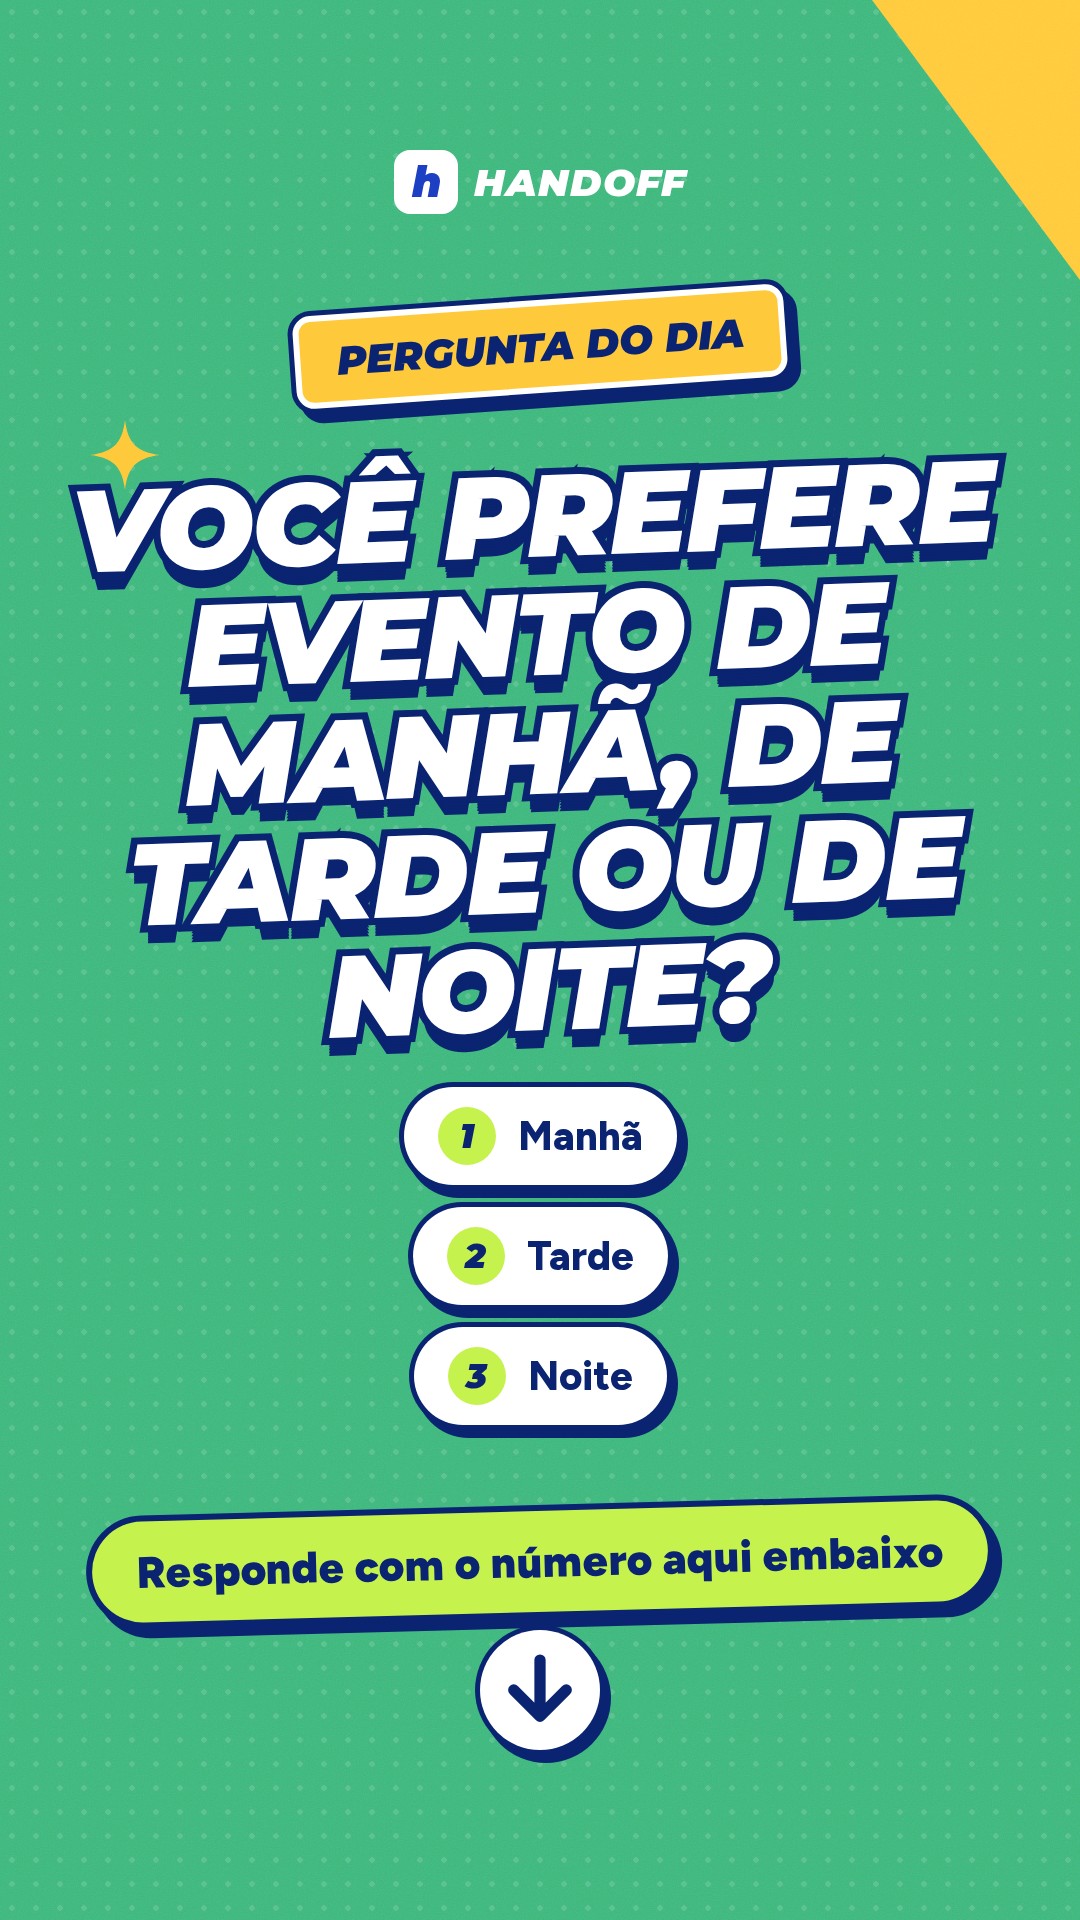 h HANDOFF
PERGUNTA DO DIA
VOCÊ PREFERE
EVENTO DE
MANHÃ, DE
TARDE OU DE
NOITE?
1 Manhã
2 Tarde
3 Noite
Responde com o número aqui embaixo